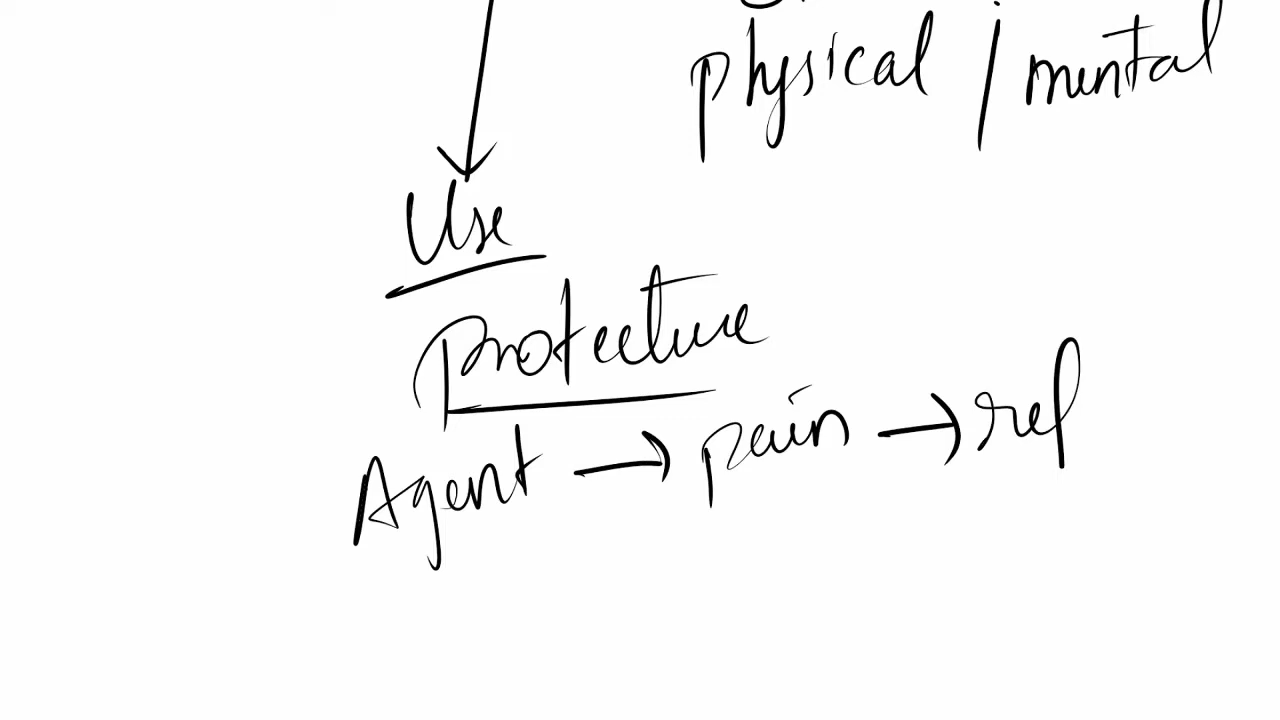 physical / mental
Use
Protective
Agent → pain → ref